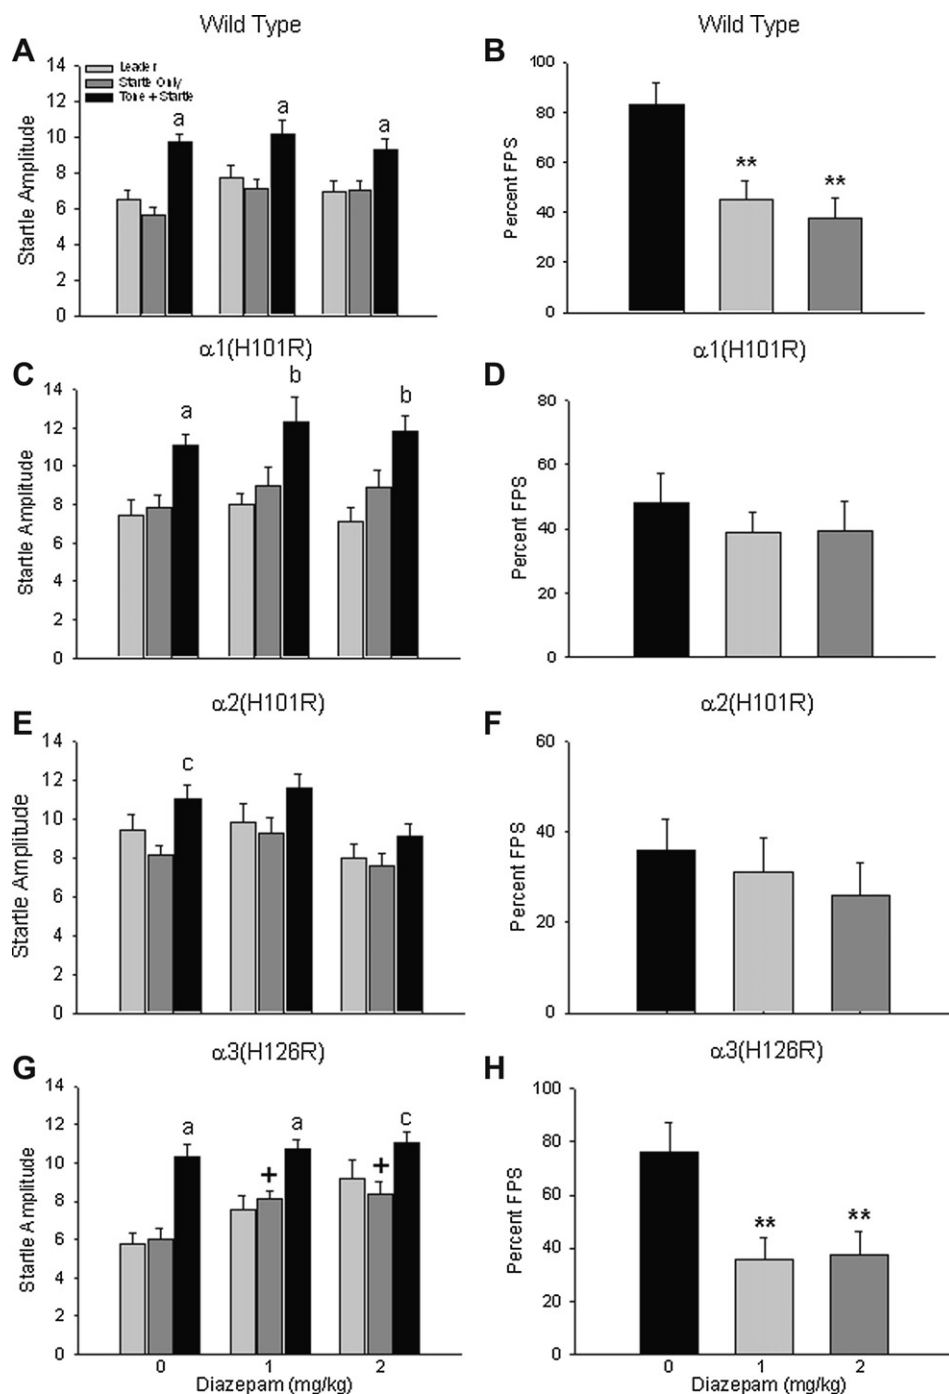 Wild Type
Wild Type
A
B
Leader
Startle Only
Tone + Startle
14
12
10
8
6
4
2
0
Startle Amplitude
a
a
a
100
80
60
40
20
0
Percent FPS
**
**
α1(H101R)
α1(H101R)
C
D
14
12
10
8
6
4
2
0
Startle Amplitude
a
b
b
80
60
40
20
0
Percent FPS
α2(H101R)
α2(H101R)
E
F
14
12
10
8
6
4
2
0
Startle Amplitude
c
60
40
20
0
Percent FPS
α3(H126R)
α3(H126R)
G
H
14
12
10
8
6
4
2
0
Startle Amplitude
a
+
a
+
c
0
1
2
Diazepam (mg/kg)
100
80
60
40
20
0
Percent FPS
**
**
0
1
2
Diazepam (mg/kg)